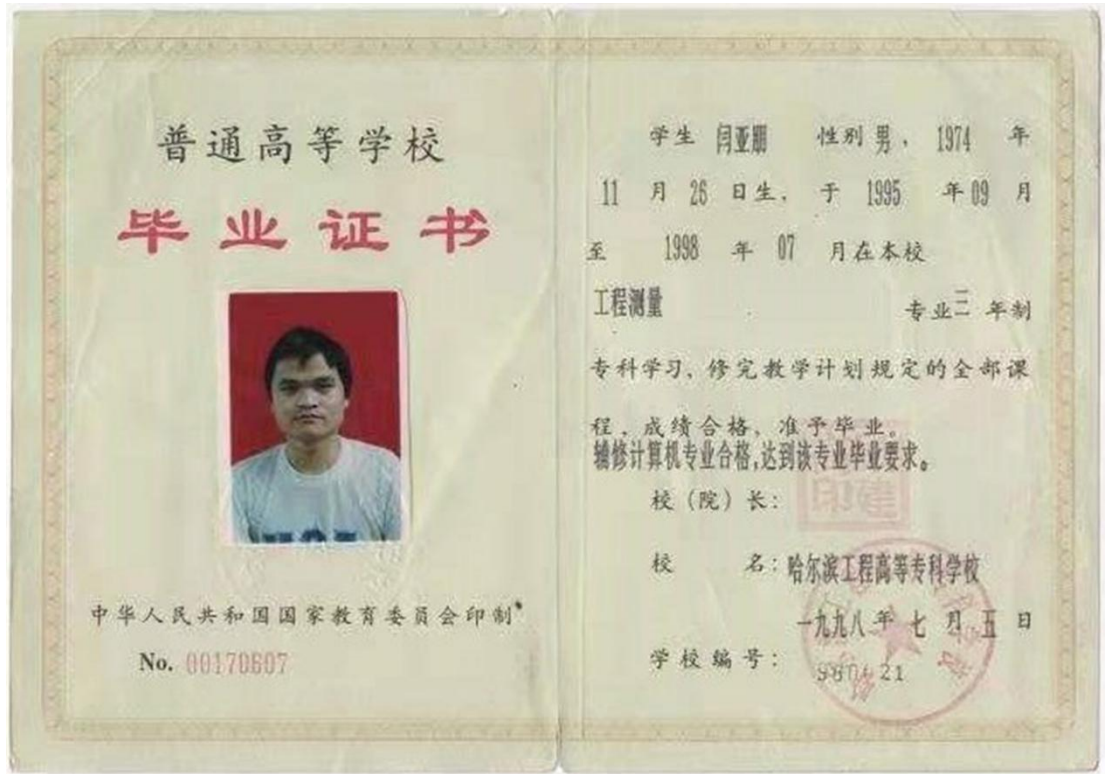 普通高等学校
毕业证书
中华人民共和国国家教育委员会印制
No. 00170607
学生 闫亚朋 性别 男、 1974 年
11 月 26 日生、于 1995 年 09 月
至 1998 年 07 月在本校
工程测量 专业三年制
专科学习、修完教学计划规定的全部课
程、成绩合格、准予毕业。
辅修计算机专业合格,达到该专业毕业要求。
校(院)长:
校 名: 哈尔滨工程高等专科学校
一九九八年 七 月 五 日
学校编号: